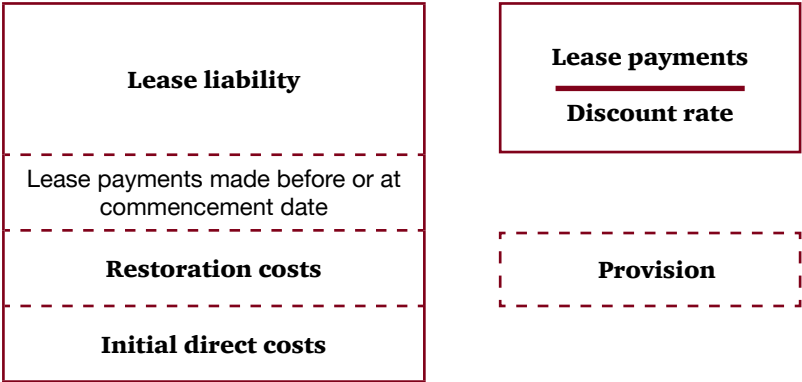 Lease liability
Lease payments made before or at
commencement date
Restoration costs
Initial direct costs
Lease payments
Discount rate
Provision